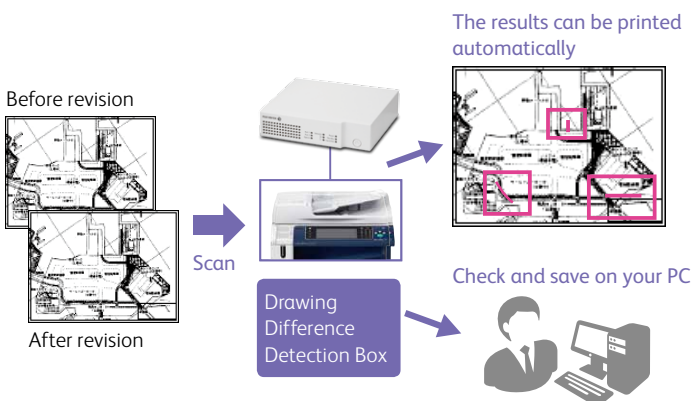 The results can be printed
automatically
Before revision
Scan
After revision
Drawing
Difference
Detection Box
Check and save on your PC